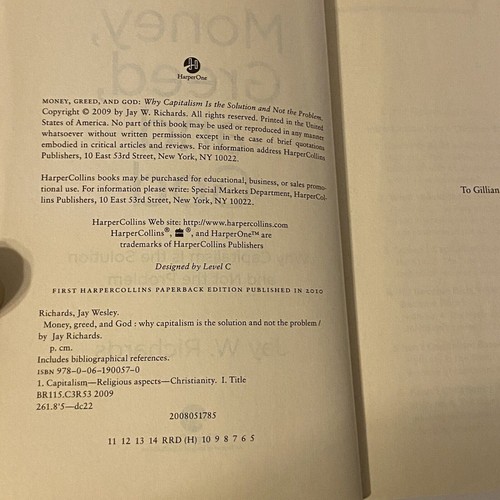 HarperOne
MONEY, GREED, AND GOD: Why Capitalism Is the Solution and Not the Problem.
Copyright © 2009 by Jay W. Richards. All rights reserved. Printed in the United
States of America. No part of this book may be used or reproduced in any manner
whatsoever without written permission except in the case of brief quotations
embodied in critical articles and reviews. For information address HarperCollins
Publishers, 10 East 53rd Street, New York, NY 10022.
HarperCollins books may be purchased for educational, business, or sales promo-
tional use. For information please write: Special Markets Department, HarperCol-
lins Publishers, 10 East 53rd Street, New York, NY 10022.
HarperCollins Web site: http://www.harpercollins.com
HarperCollins®, ®, and HarperOne™ are
trademarks of HarperCollins Publishers
Designed by Level C
FIRST HARPERCOLLINS PAPERBACK EDITION PUBLISHED IN 2020
Richards, Jay Wesley.
Money, greed, and God : why capitalism is the solution and not the problem /
by Jay Richards.
p. cm.
Includes bibliographical references.
ISBN 978-0-06-190057-0
1. Capitalism—Religious aspects—Christianity. I. Title
BR115.C3R53 2009
261.8'5—dc22
2008051785
11 12 13 14 RRD (H) 10 9 8 7 6 5
To Gillian